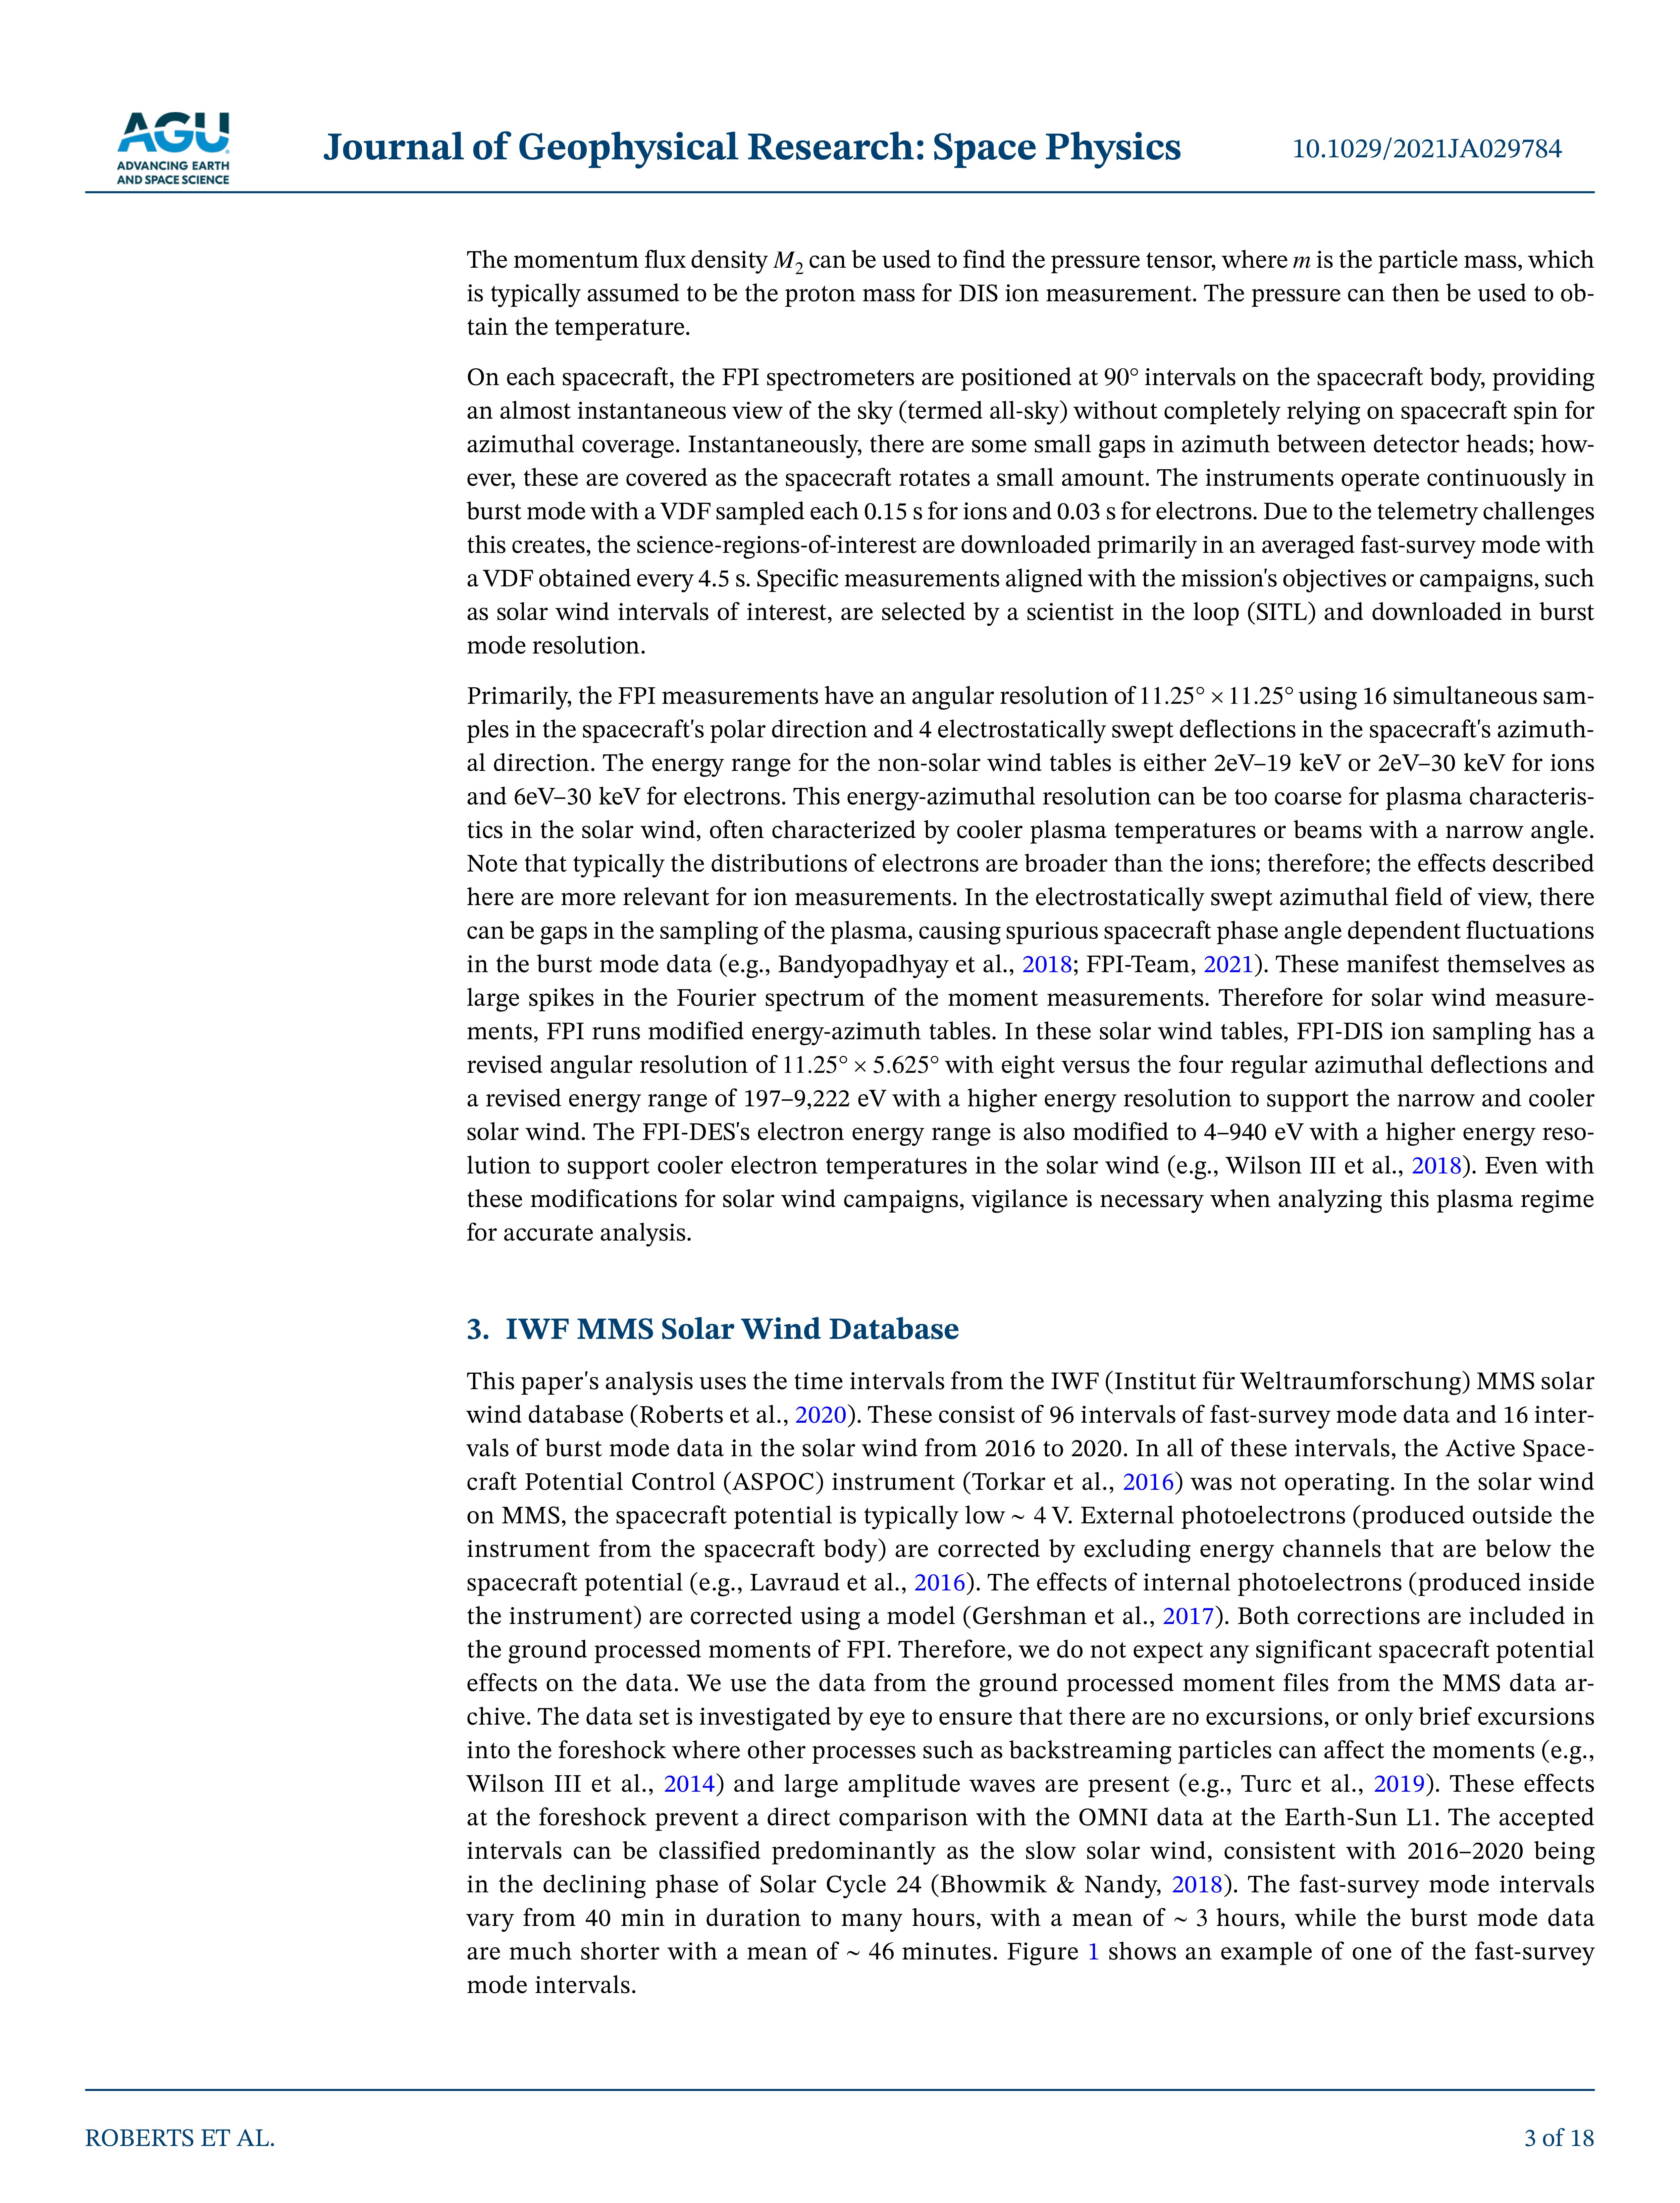 AGU
ADVANCING EARTH
AND SPACE SCIENCE
Journal of Geophysical Research: Space Physics
10.1029/2021JA029784
The momentum flux density M2 can be used to find the pressure tensor, where m is the particle mass, which
is typically assumed to be the proton mass for DIS ion measurement. The pressure can then be used to ob-
tain the temperature.
On each spacecraft, the FPI spectrometers are positioned at 90° intervals on the spacecraft body, providing
an almost instantaneous view of the sky (termed all-sky) without completely relying on spacecraft spin for
azimuthal coverage. Instantaneously, there are some small gaps in azimuth between detector heads; how-
ever, these are covered as the spacecraft rotates a small amount. The instruments operate continuously in
burst mode with a VDF sampled each 0.15 s for ions and 0.03 s for electrons. Due to the telemetry challenges
this creates, the science-regions-of-interest are downloaded primarily in an averaged fast-survey mode with
a VDF obtained every 4.5 s. Specific measurements aligned with the mission's objectives or campaigns, such
as solar wind intervals of interest, are selected by a scientist in the loop (SITL) and downloaded in burst
mode resolution.
Primarily, the FPI measurements have an angular resolution of 11.25° × 11.25° using 16 simultaneous sam-
ples in the spacecraft's polar direction and 4 electrostatically swept deflections in the spacecraft's azimuth-
al direction. The energy range for the non-solar wind tables is either 2eV–19 keV or 2eV–30 keV for ions
and 6eV–30 keV for electrons. This energy-azimuthal resolution can be too coarse for plasma characteris-
tics in the solar wind, often characterized by cooler plasma temperatures or beams with a narrow angle.
Note that typically the distributions of electrons are broader than the ions; therefore; the effects described
here are more relevant for ion measurements. In the electrostatically swept azimuthal field of view, there
can be gaps in the sampling of the plasma, causing spurious spacecraft phase angle dependent fluctuations
in the burst mode data (e.g., Bandyopadhyay et al., 2018; FPI-Team, 2021). These manifest themselves as
large spikes in the Fourier spectrum of the moment measurements. Therefore for solar wind measure-
ments, FPI runs modified energy-azimuth tables. In these solar wind tables, FPI-DIS ion sampling has a
revised angular resolution of 11.25° × 5.625° with eight versus the four regular azimuthal deflections and
a revised energy range of 197–9,222 eV with a higher energy resolution to support the narrow and cooler
solar wind. The FPI-DES's electron energy range is also modified to 4–940 eV with a higher energy reso-
lution to support cooler electron temperatures in the solar wind (e.g., Wilson III et al., 2018). Even with
these modifications for solar wind campaigns, vigilance is necessary when analyzing this plasma regime
for accurate analysis.
3. IWF MMS Solar Wind Database
This paper's analysis uses the time intervals from the IWF (Institut für Weltraumforschung) MMS solar
wind database (Roberts et al., 2020). These consist of 96 intervals of fast-survey mode data and 16 inter-
vals of burst mode data in the solar wind from 2016 to 2020. In all of these intervals, the Active Space-
craft Potential Control (ASPOC) instrument (Torkar et al., 2016) was not operating. In the solar wind
on MMS, the spacecraft potential is typically low ~ 4 V. External photoelectrons (produced outside the
instrument from the spacecraft body) are corrected by excluding energy channels that are below the
spacecraft potential (e.g., Lavraud et al., 2016). The effects of internal photoelectrons (produced inside
the instrument) are corrected using a model (Gershman et al., 2017). Both corrections are included in
the ground processed moments of FPI. Therefore, we do not expect any significant spacecraft potential
effects on the data. We use the data from the ground processed moment files from the MMS data ar-
chive. The data set is investigated by eye to ensure that there are no excursions, or only brief excursions
into the foreshock where other processes such as backstreaming particles can affect the moments (e.g.,
Wilson III et al., 2014) and large amplitude waves are present (e.g., Turc et al., 2019). These effects
at the foreshock prevent a direct comparison with the OMNI data at the Earth-Sun L1. The accepted
intervals can be classified predominantly as the slow solar wind, consistent with 2016–2020 being
in the declining phase of Solar Cycle 24 (Bhowmik & Nandy, 2018). The fast-survey mode intervals
vary from 40 min in duration to many hours, with a mean of ~ 3 hours, while the burst mode data
are much shorter with a mean of ~ 46 minutes. Figure 1 shows an example of one of the fast-survey
mode intervals.
ROBERTS ET AL.
3 of 18